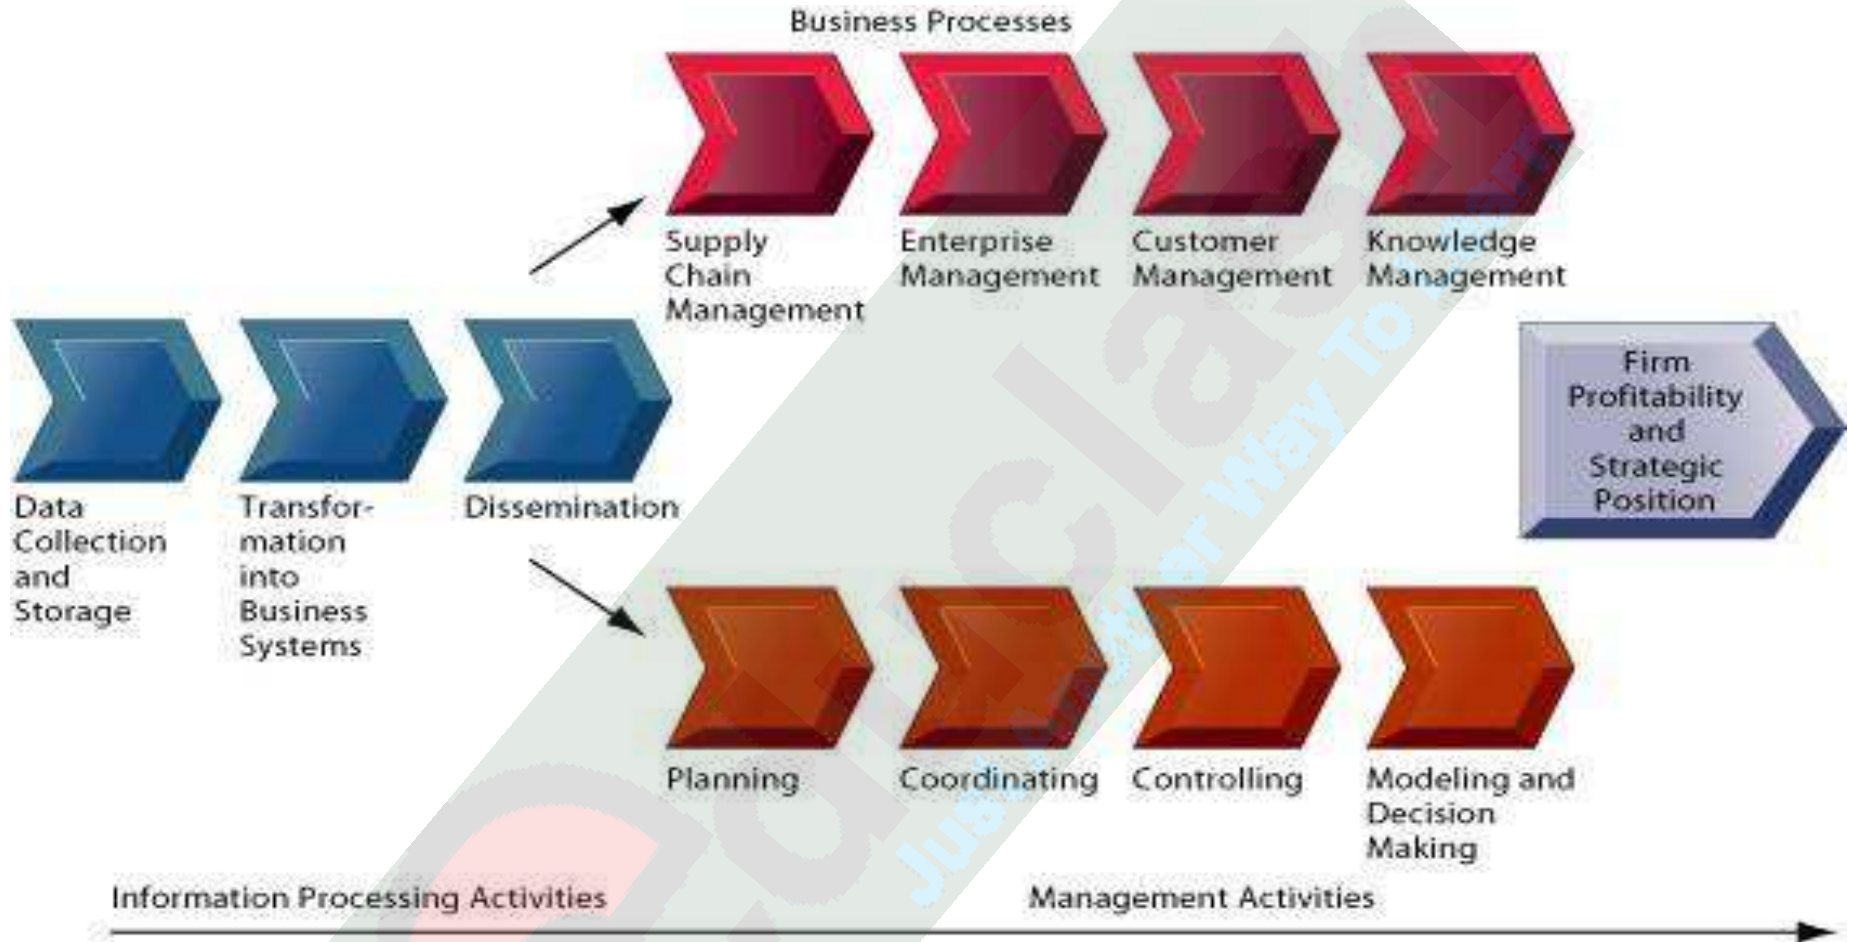 Business Processes
Supply
Chain
Management
Enterprise
Management
Customer
Management
Knowledge
Management
Data
Collection
and
Storage
Transfor-
mation
into
Business
Systems
Dissemination
Firm
Profitability
and
Strategic
Position
Planning
Coordinating
Controlling
Modeling and
Decision
Making
Information Processing Activities
Management Activities